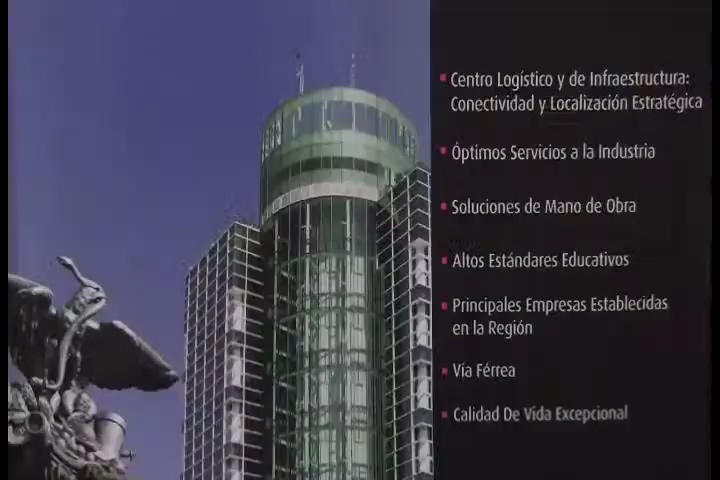 Centro Logístico y de Infraestructura:
Conectividad y Localización Estratégica
Óptimos Servicios a la Industria
Soluciones de Mano de Obra
Altos Estándares Educativos
Principales Empresas Establecidas
en la Región
Vía Férrea
Calidad De Vida Excepcional